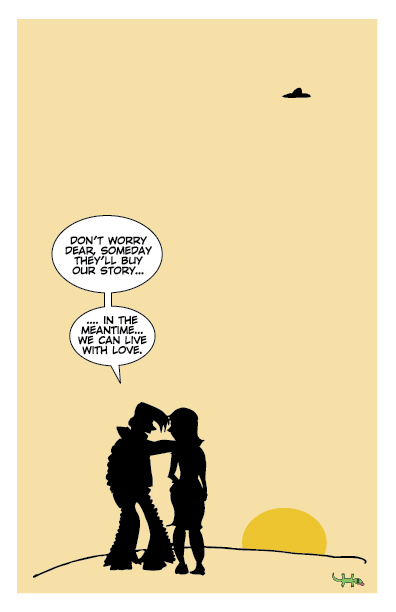 DON'T WORRY
DEAR, SOMEDAY
THEY'LL BUY
OUR STORY...
.... IN THE
MEANTIME...
WE CAN LIVE
WITH LOVE.